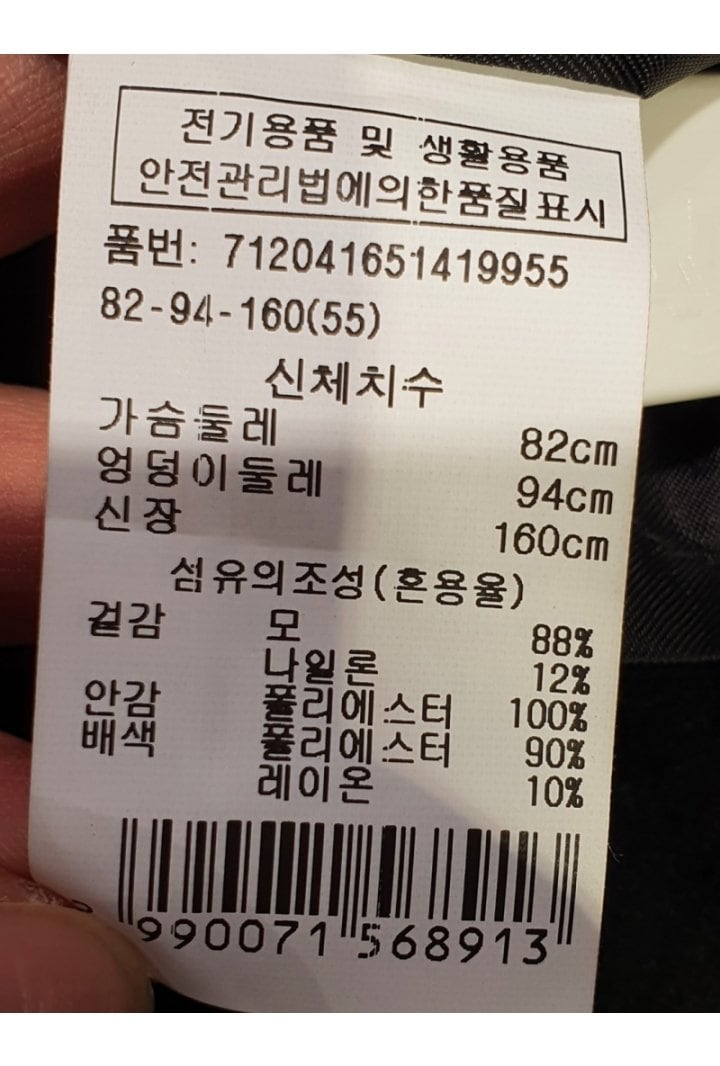 전기용품 및 생활용품
안전관리법에의한품질표시
품번: 712041651419955
82-94-160(55)
신체치수
가슴둘레 82cm
엉덩이둘레 94cm
신장 160cm
섬유의조성(혼용율)
겉감 모 88%
나일론 12%
안감 폴리에스터 100%
배색 폴리에스터 90%
레이온 10%
990071 568913